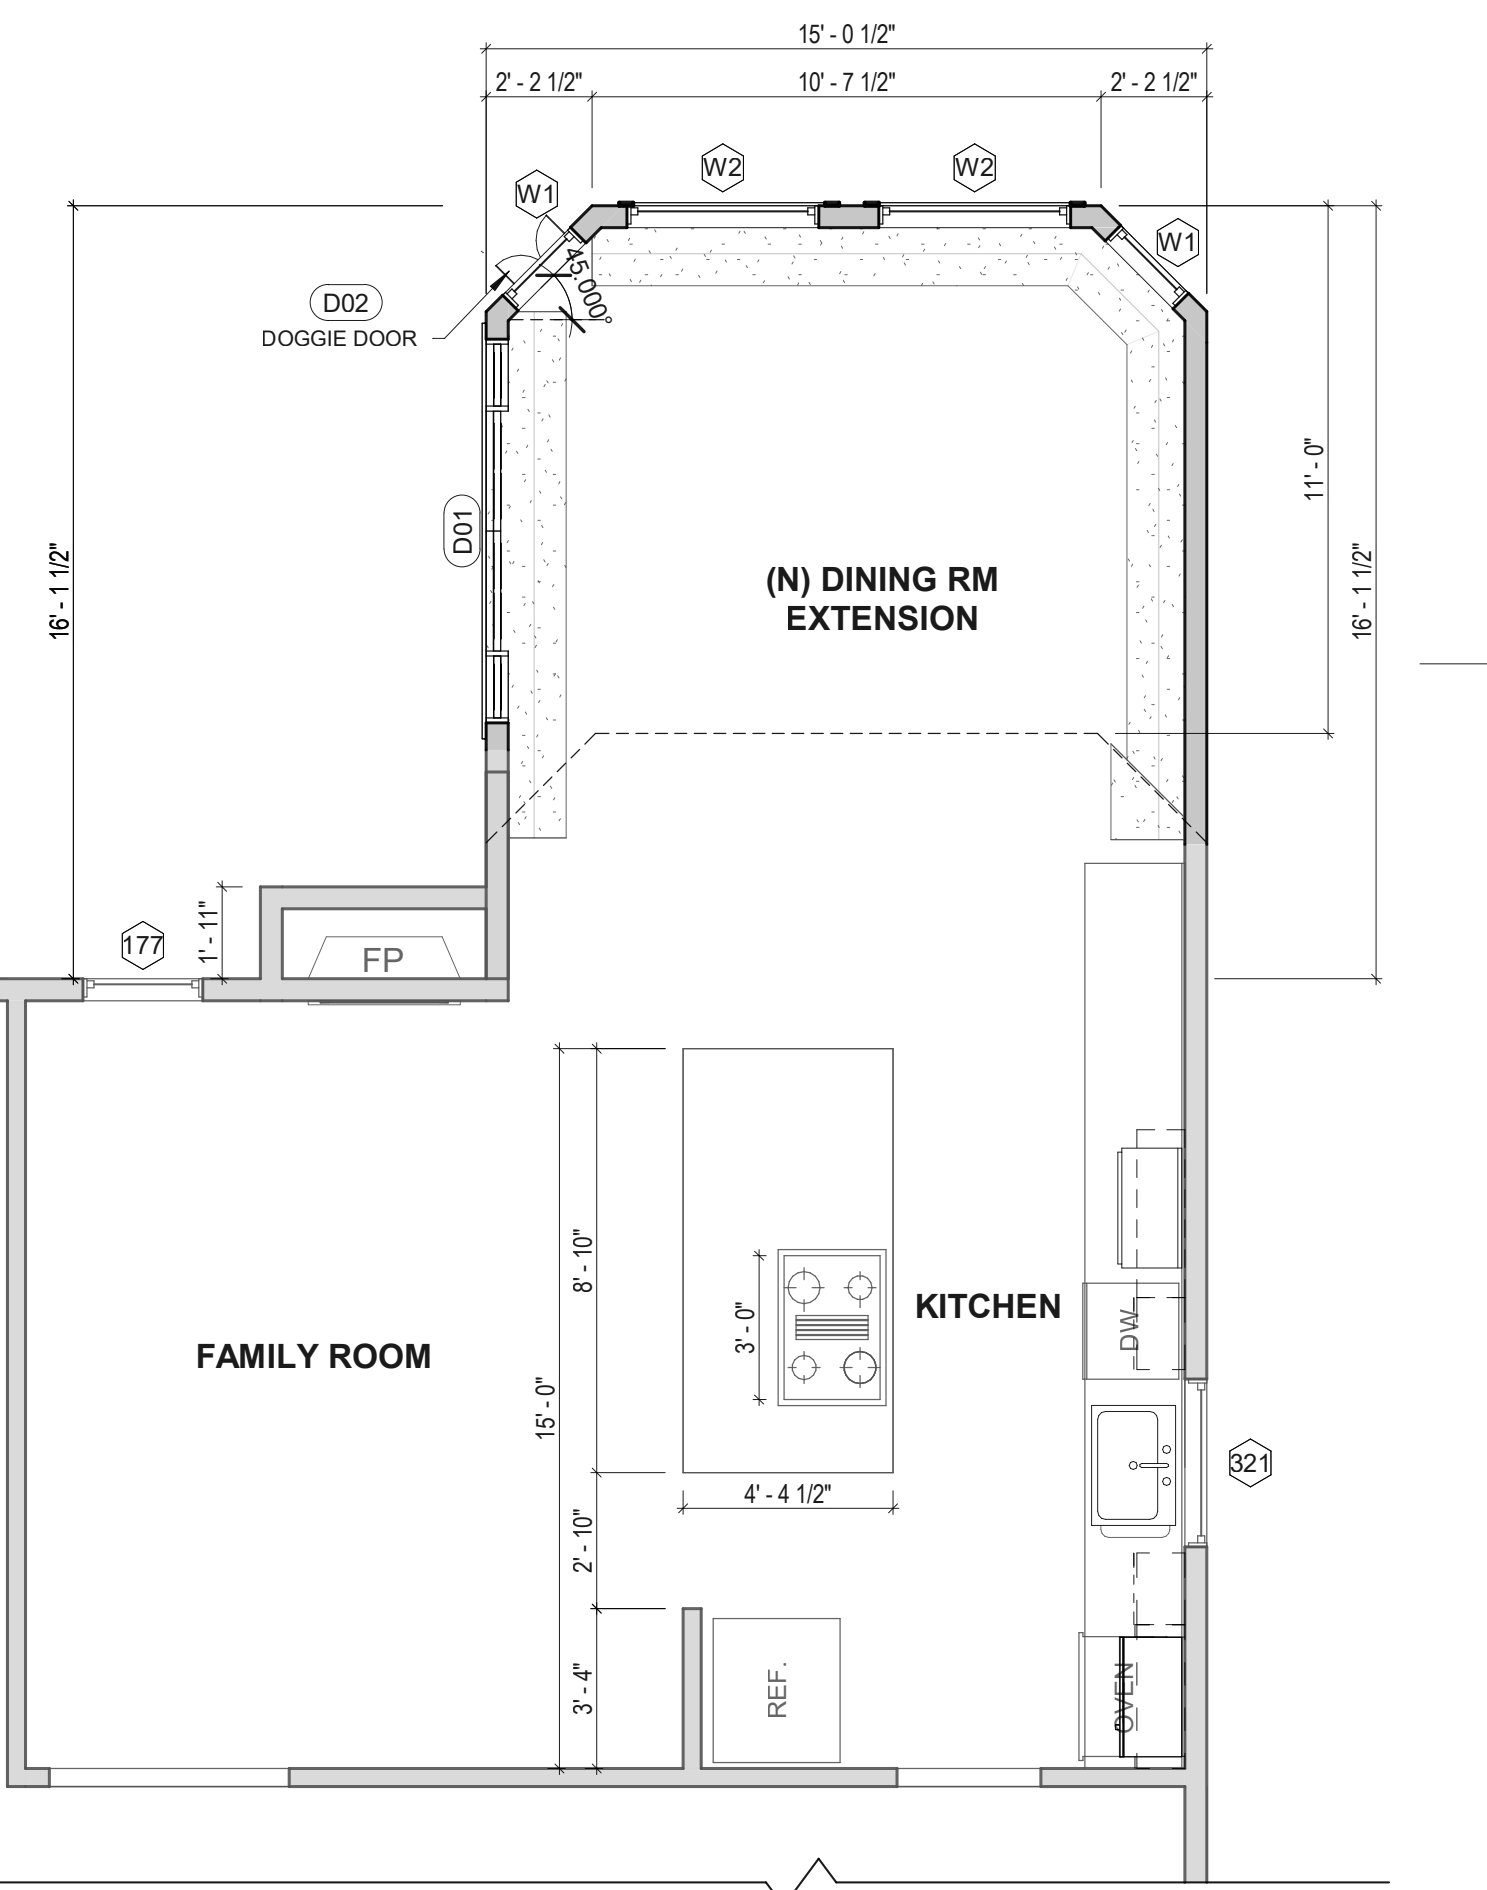 15' - 0 1/2"
2' - 2 1/2"
10' - 7 1/2"
2' - 2 1/2"
W2
W2
W1
W1
45.000°
D02
DOGGIE DOOR
11' - 0"
D01
16' - 1 1/2"
16' - 1 1/2"
(N) DINING RM
EXTENSION
1' - 11"
177
FP
8' - 10"
3' - 0"
KITCHEN
DW
FAMILY ROOM
15' - 0"
321
4' - 4 1/2"
2' - 10"
3' - 4"
REF.
OVEN